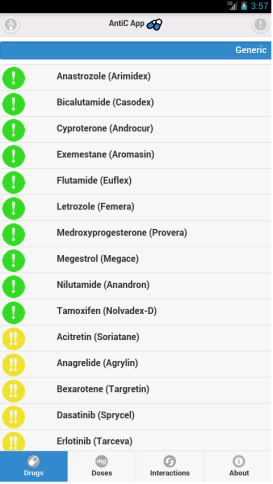 3G 3:57
AntiC App
Generic
Anastrozole (Arimidex)
Bicalutamide (Casodex)
Cyproterone (Androcur)
Exemestane (Aromasin)
Flutamide (Euflex)
Letrozole (Femera)
Medroxyprogesterone (Provera)
Megestrol (Megace)
Nilutamide (Anandron)
Tamoxifen (Nolvadex-D)
Acitretin (Soriatane)
Anagrelide (Agrylin)
Bexarotene (Targretin)
Dasatinib (Sprycel)
Erlotinib (Tarceva)
mg
Drugs Doses Interactions About